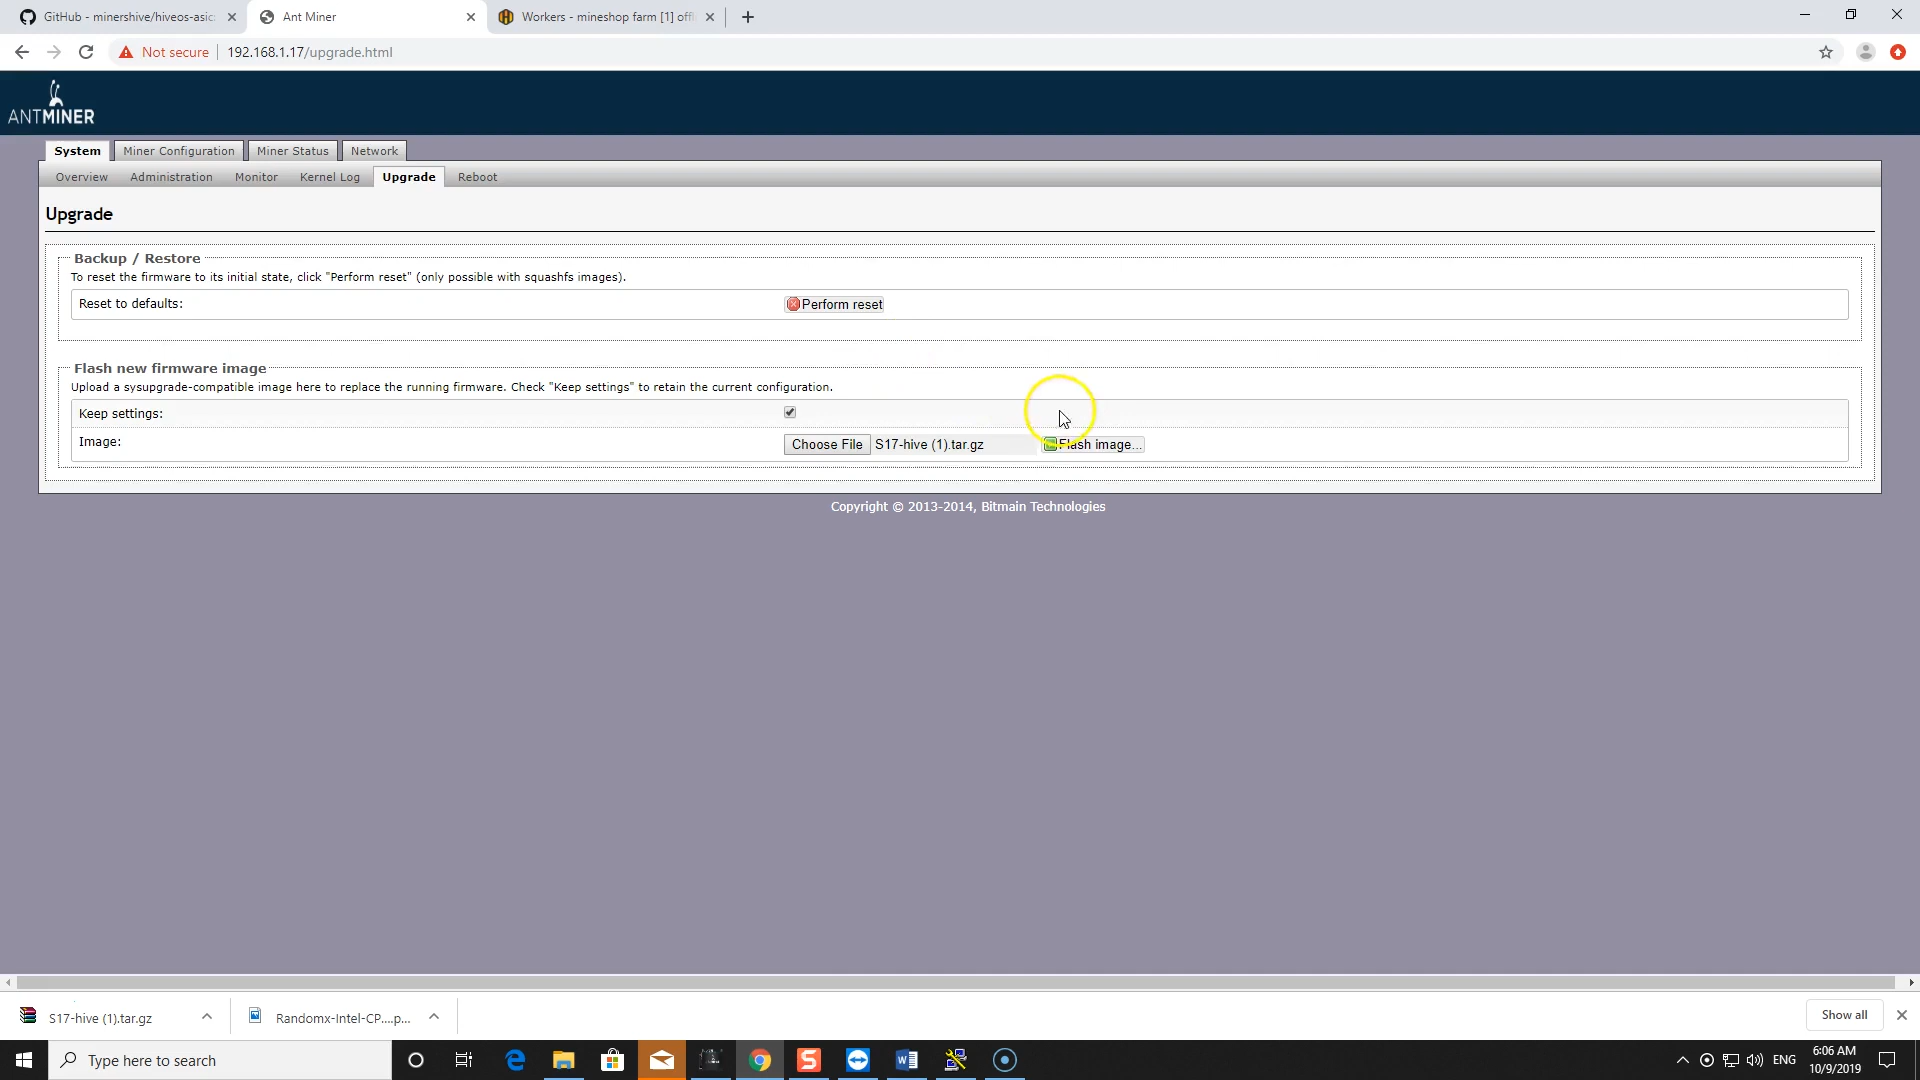 GitHub - minershive/hiveos-asic
Ant Miner
Workers - mineshop farm [1] offl
Not secure
192.168.1.17/upgrade.html
ANTMINER
System
Miner Configuration
Miner Status
Network
Overview
Administration
Monitor
Kernel Log
Upgrade
Reboot
Upgrade
Backup / Restore
To reset the firmware to its initial state, click "Perform reset" (only possible with squashfs images).
Reset to defaults:
Perform reset
Flash new firmware image
Upload a sysupgrade-compatible image here to replace the running firmware. Check "Keep settings" to retain the current configuration.
Keep settings:
Image:
Choose File
S17-hive (1).tar.gz
Flash image...
Copyright © 2013-2014, Bitmain Technologies
S17-hive (1).tar.gz
Randomx-Intel-CP....p...
Show all
Type here to search
ENG
6:06 AM
10/9/2019